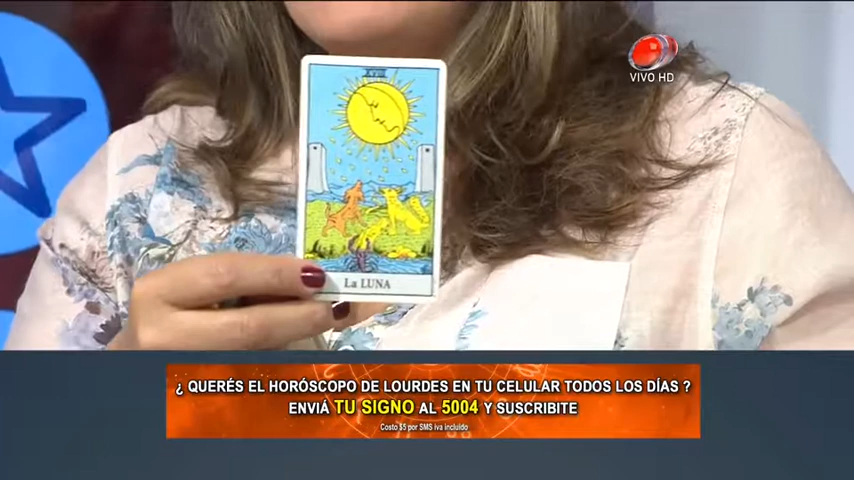 XVIII
VIVO HD
La LUNA
¿ QUERÉS EL HORÓSCOPO DE LOURDES EN TU CELULAR TODOS LOS DÍAS ?
ENVIÁ TU SIGNO AL 5004 Y SUSCRIBITE
Costo $5 por SMS iva incluído